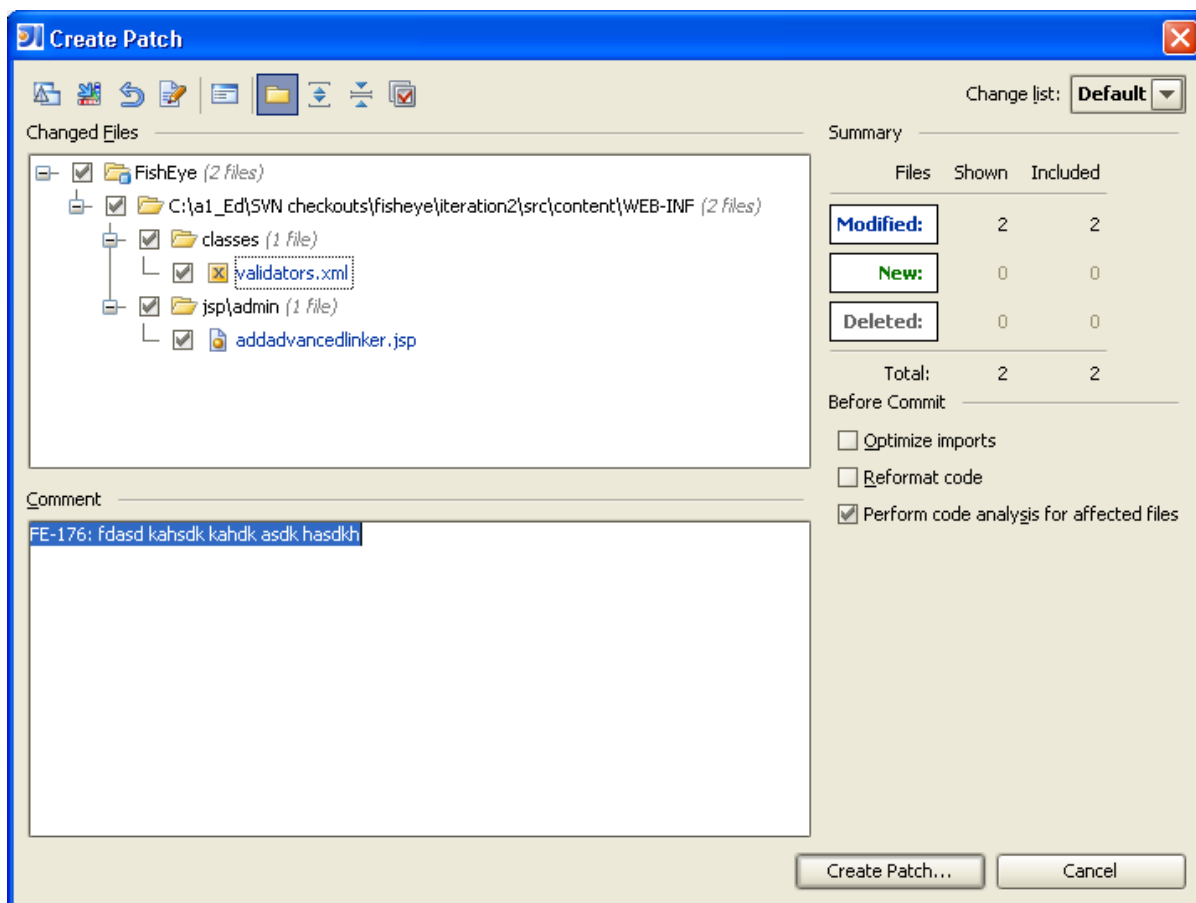 Create Patch
Change list: Default
Changed Files
FishEye (2 files)
C:\a1_Ed\SVN checkouts\fisheye\iteration2\src\content\WEB-INF (2 files)
classes (1 file)
validators.xml
jsp\admin (1 file)
addadvancedlinker.jsp
Summary
Files Shown Included
Modified: 2 2
New: 0 0
Deleted: 0 0
Total: 2 2
Before Commit
Optimize imports
Reformat code
Perform code analysis for affected files
Comment
FE-176: fdasd kahsdk kahdk asdk hasdkh
Create Patch... Cancel